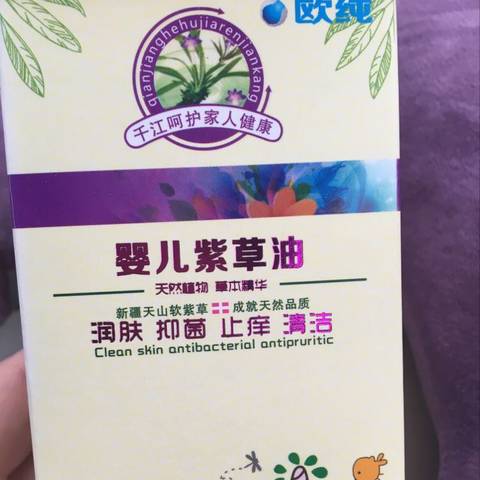 欧纯
qianjianghehujiarenjiankang
千江呵护家人健康
婴儿紫草油
天然植物 草本精华
新疆天山软紫草 成就天然品质
润肤 抑菌 止痒 清洁
Clean skin antibacterial antipruritic